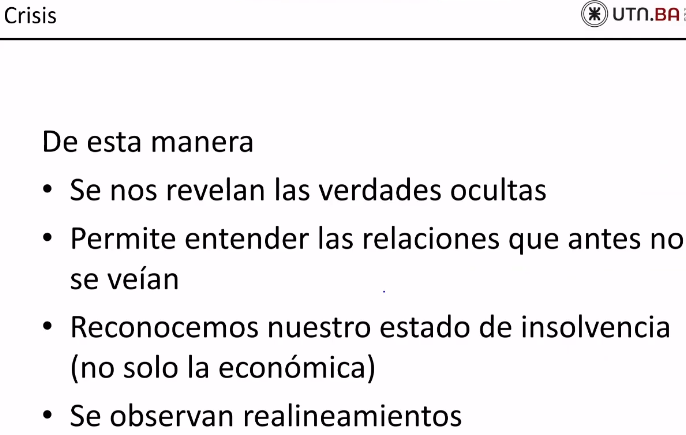 Crisis
UTN.BA
De esta manera
• Se nos revelan las verdades ocultas
• Permite entender las relaciones que antes no
se veían
• Reconocemos nuestro estado de insolvencia
(no solo la económica)
• Se observan realineamientos